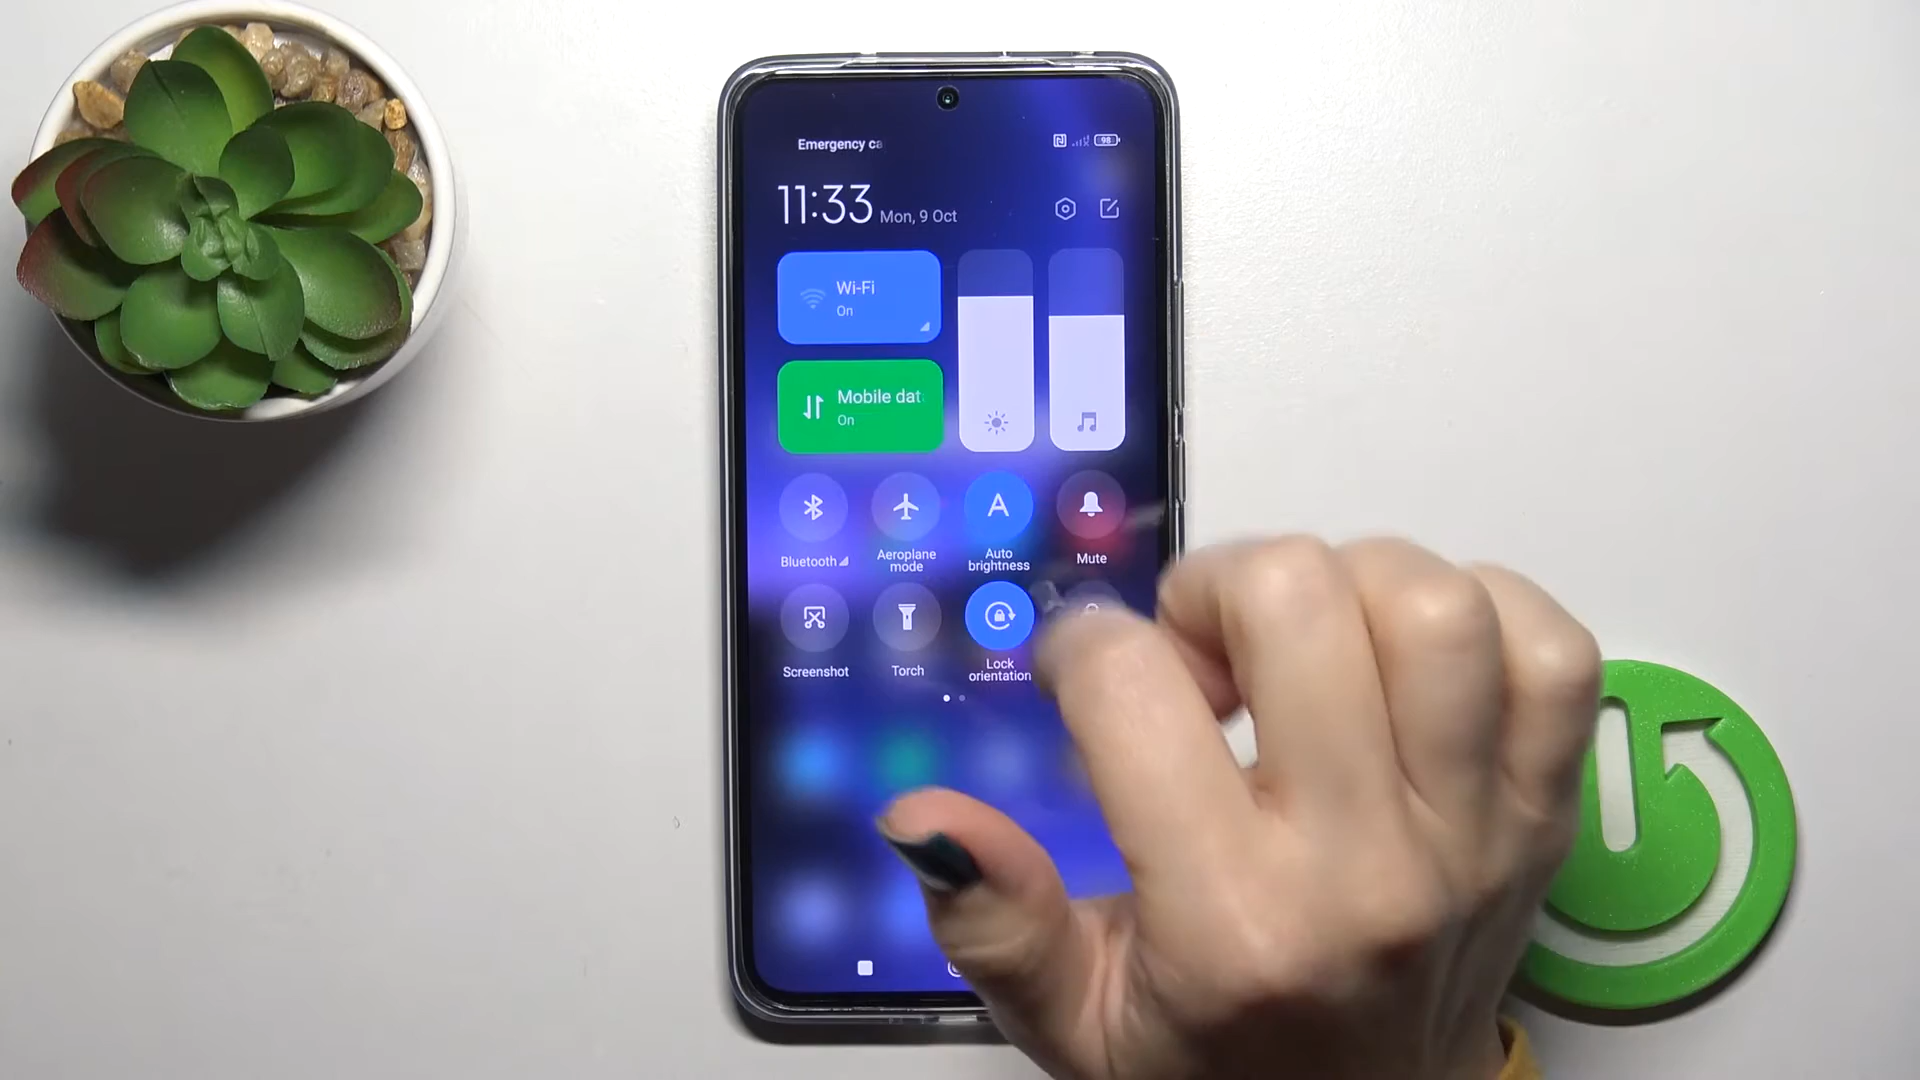 Emergency ca
98
11:33 Mon, 9 Oct
Wi-Fi
On
Mobile dat
On
A
Bluetooth
Aeroplane
mode
Auto
brightness
Mute
Screenshot
Torch
Lock
orientation